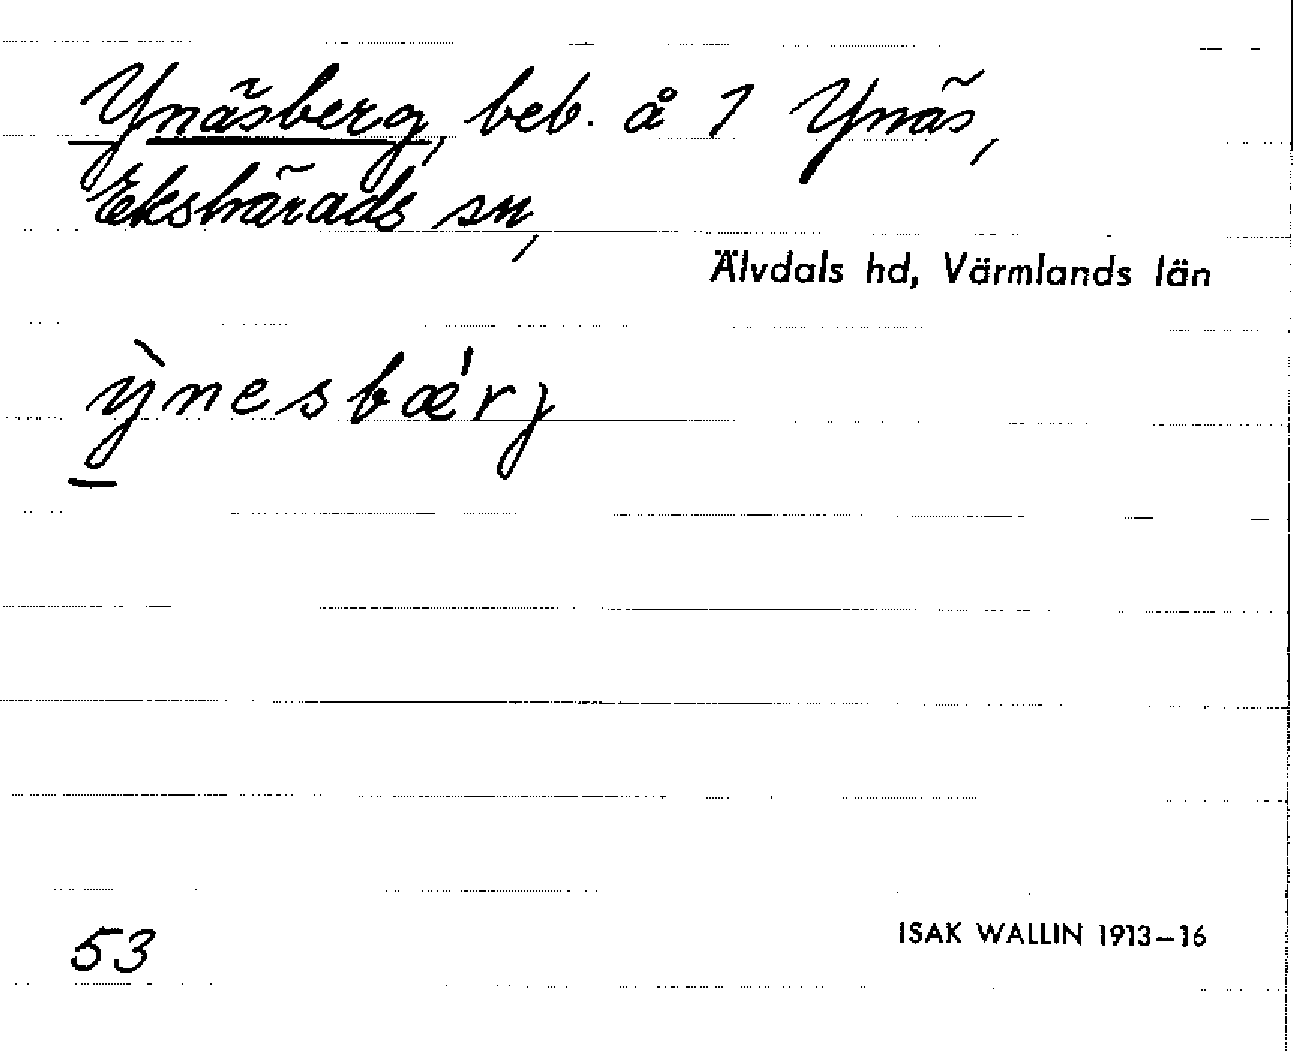 Ynäsberg, beb. å 1 Ynäs,
Ekshärads sn,
Älvdals hd, Värmlands län
ỳnesbǽrj
53
ISAK WALLIN 1913–16